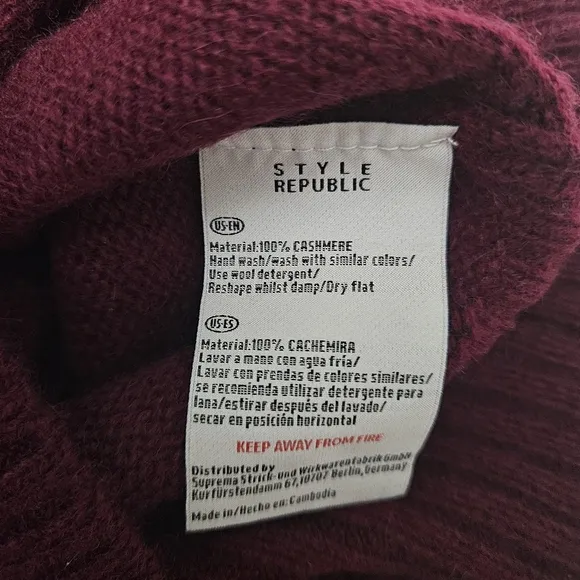 STYLE
REPUBLIC
US-EN
Material:100% CASHMERE
Hand wash/wash with similar colors/
Use wool detergent/
Reshape whilst damp/Dry flat
US-ES
Material:100% CACHEMIRA
Lavar a mano con agua fría/
Lavar con prendas de colores similares/
se recomienda utilizar detergente para
lana/estirar después del lavado/
secar en posición horizontal
KEEP AWAY FROM FIRE
Distributed by
Suprema Strick-und Wirkwarenfabrik GmbH
Kurfürstendamm 67,10707 Berlin,Germany
Made in/Hecho en: Cambodia